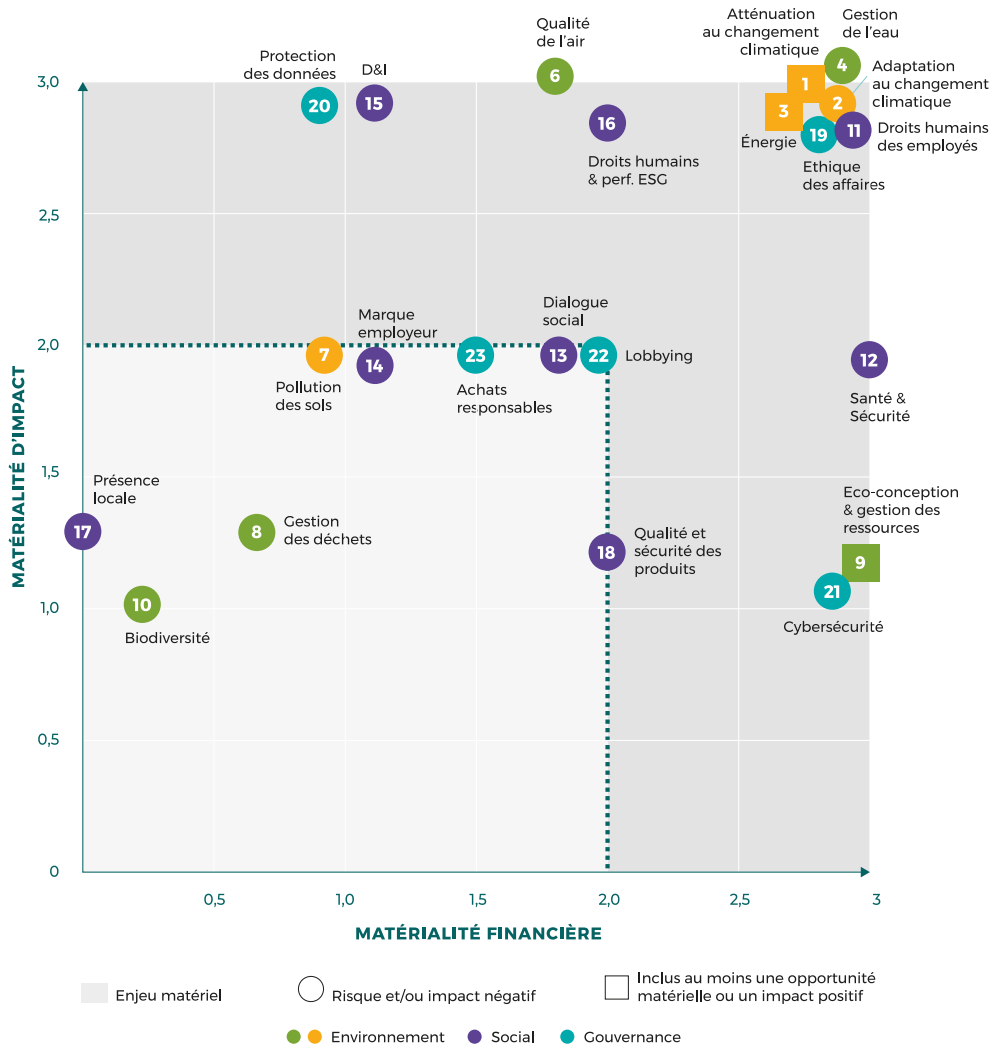 Qualité
de l'air
Atténuation
au changement
climatique
Gestion
de l'eau
Protection
des données
D&I
Adaptation
au changement
climatique
3,0
6
4
1
2
3
20
15
16
19
11
Énergie
Droits humains
des employés
Droits humains
& perf. ESG
Ethique
des affaires
2,5
Marque
employeur
Dialogue
social
2,0
7
14
23
13
22
Lobbying
12
Pollution
des sols
Achats
responsables
Santé &
Sécurité
MATÉRIALITÉ D'IMPACT
1,5
Présence
locale
17
8
Gestion
des déchets
18
Qualité et
sécurité des
produits
Eco-conception
& gestion des
ressources
9
21
1,0
10
Biodiversité
Cybersécurité
0,5
0
0,5
1,0
1,5
2,0
2,5
3
MATÉRIALITÉ FINANCIÈRE
Enjeu matériel
Risque et/ou impact négatif
Inclus au moins une opportunité
matérielle ou un impact positif
Environnement
Social
Gouvernance